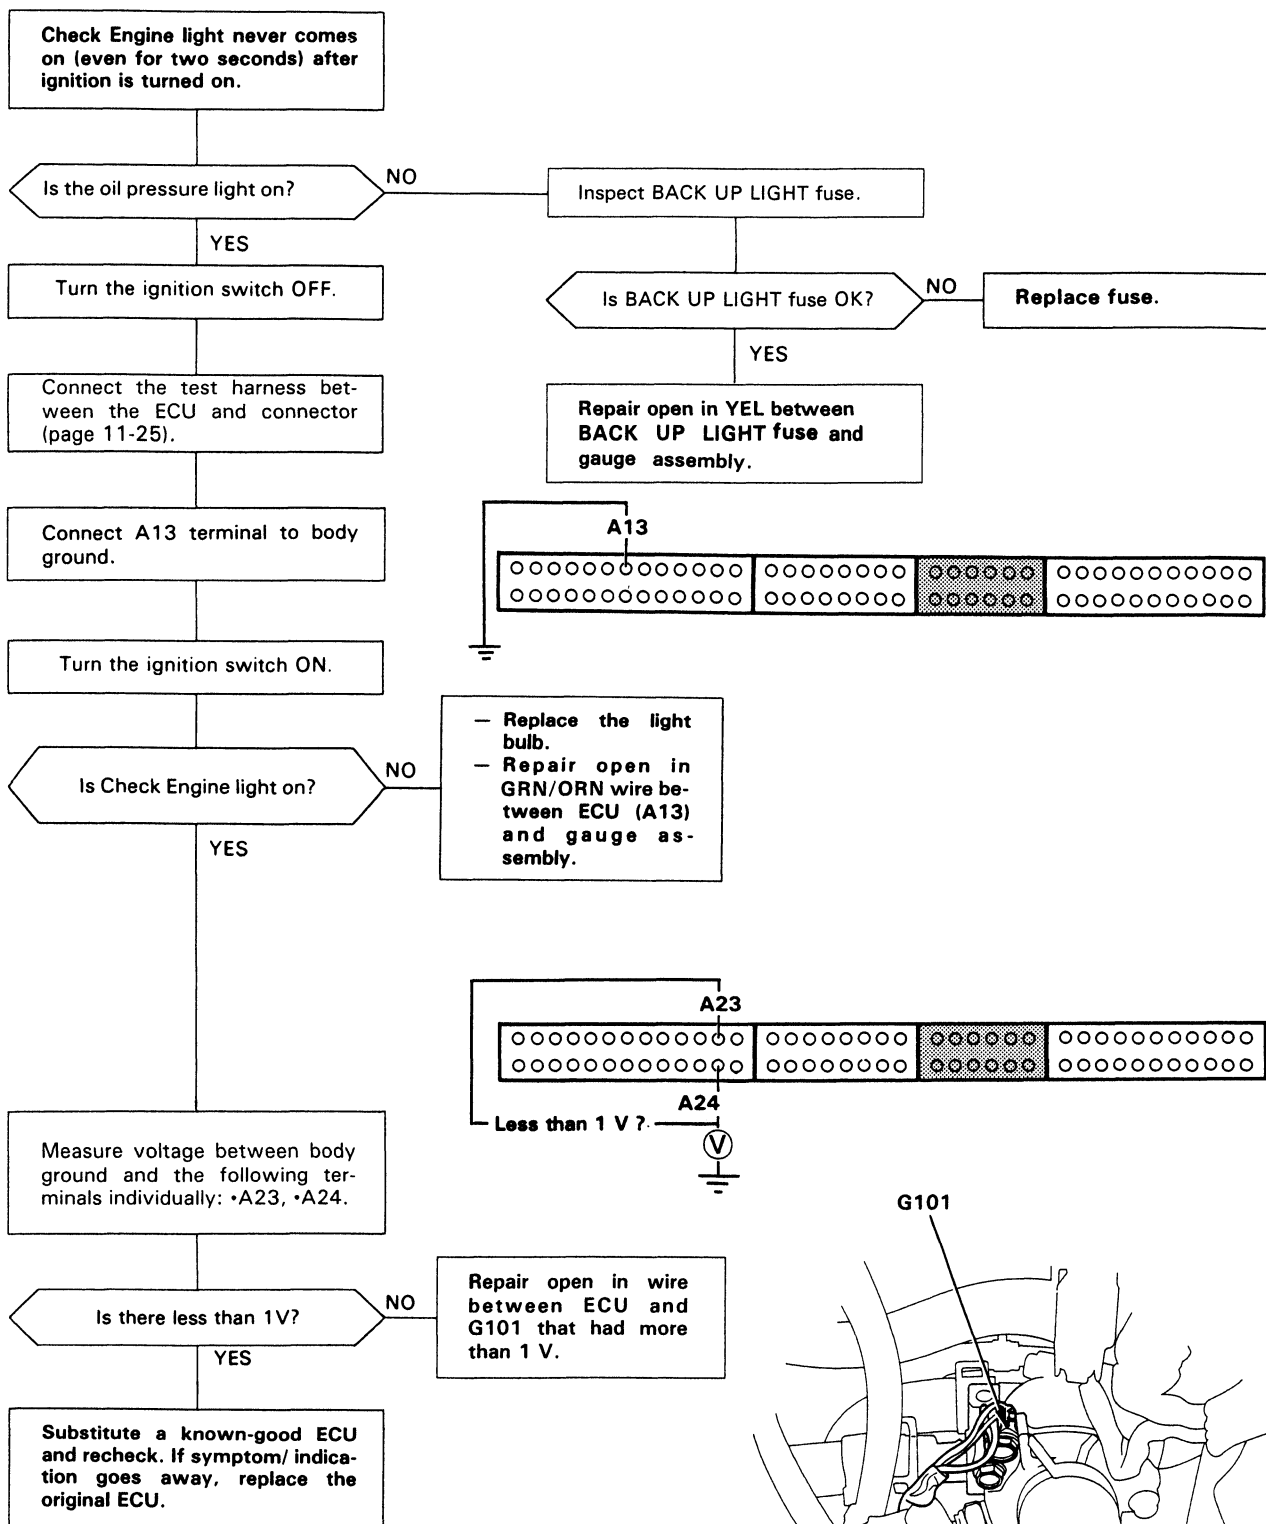 Check Engine light never comes
on (even for two seconds) after
ignition is turned on.
Is the oil pressure light on?
NO
Inspect BACK UP LIGHT fuse.
YES
Turn the ignition switch OFF.
Is BACK UP LIGHT fuse OK?
NO
Replace fuse.
YES
Connect the test harness bet-
ween the ECU and connector
(page 11-25).
Repair open in YEL between
BACK UP LIGHT fuse and
gauge assembly.
Connect A13 terminal to body
ground.
A13
Turn the ignition switch ON.
Is Check Engine light on?
NO
— Replace the light
bulb.
— Repair open in
GRN/ORN wire be-
tween ECU (A13)
and gauge as-
sembly.
YES
A23
A24
Less than 1 V ?
V
Measure voltage between body
ground and the following ter-
minals individually: •A23, •A24.
G101
Is there less than 1V?
NO
Repair open in wire
between ECU and
G101 that had more
than 1 V.
YES
Substitute a known-good ECU
and recheck. If symptom/ indica-
tion goes away, replace the
original ECU.